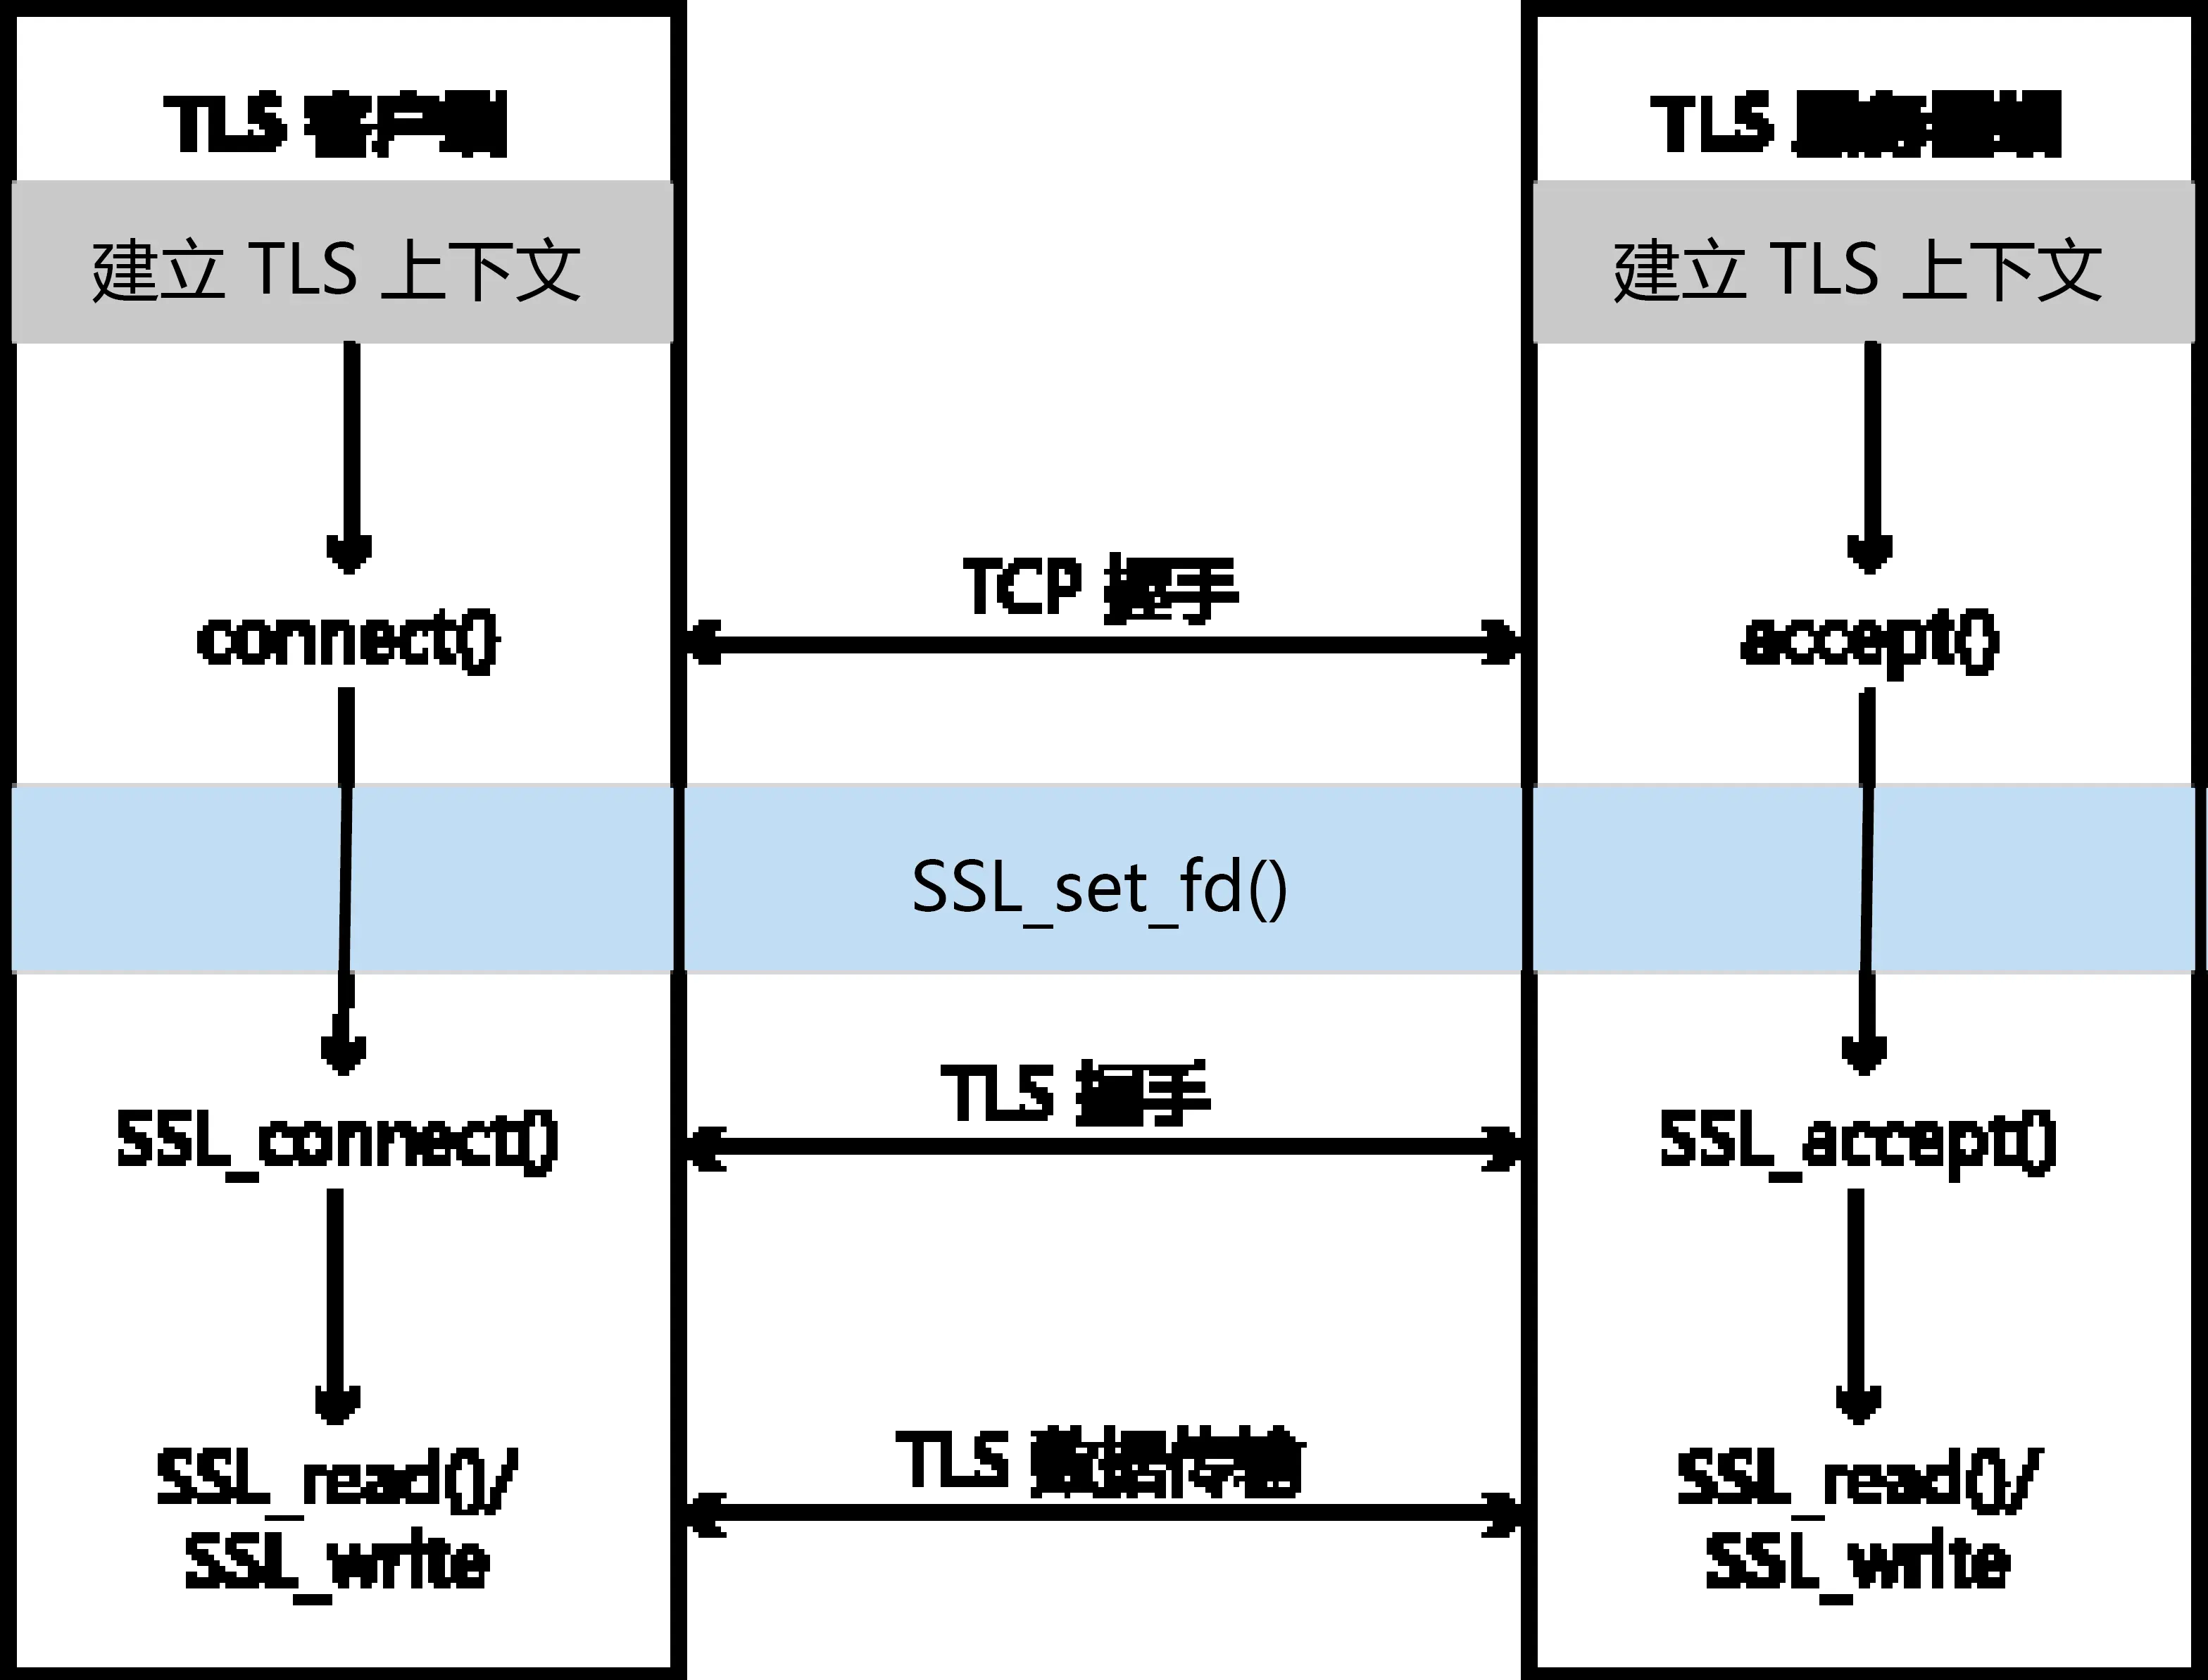 TLS 客户端
TLS 服务器端
建立 TLS 上下文
建立 TLS 上下文
TCP 握手
connect()
accept()
SSL_set_fd()
TLS 握手
SSL_connect()
SSL_accept()
TLS 数据传输
SSL_read()/
SSL_write
SSL_read()/
SSL_write